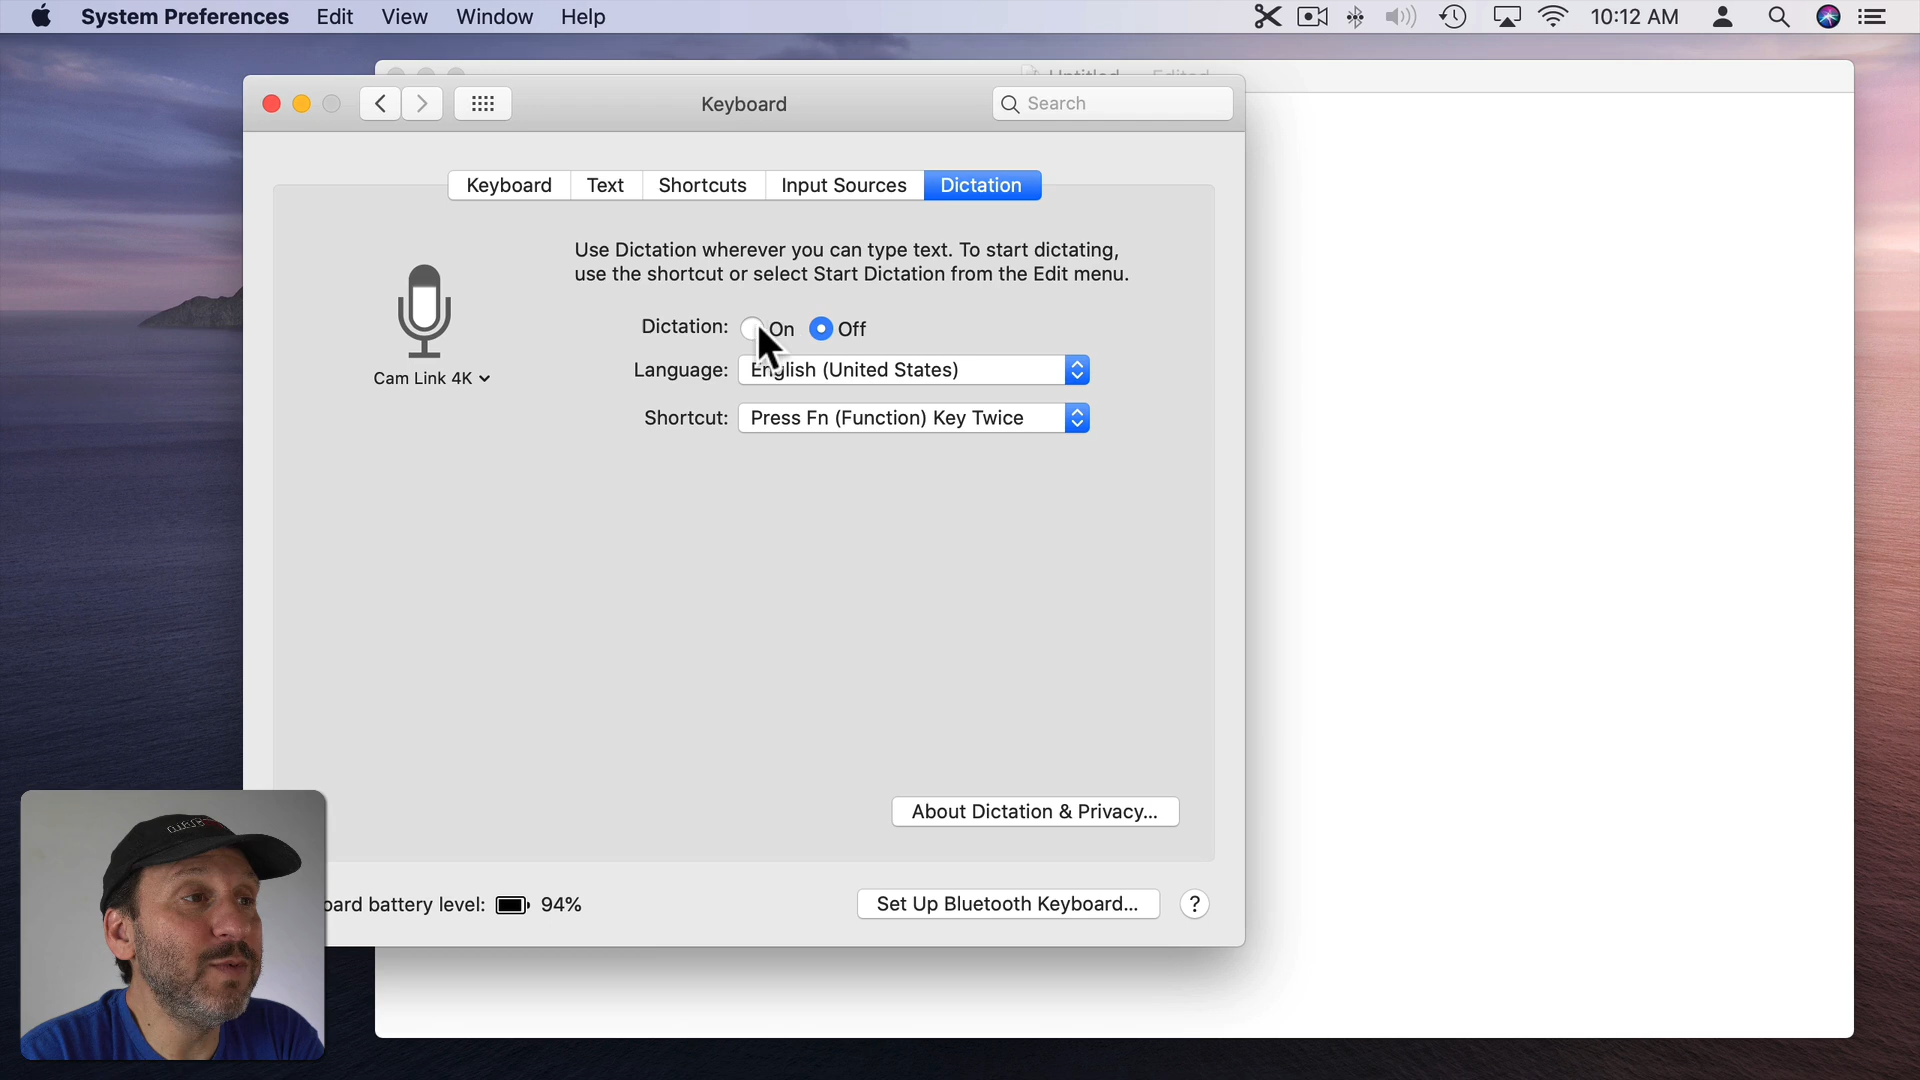 System Preferences Edit View Window Help 10:12 AM
Keyboard
Search
Keyboard Text Shortcuts Input Sources Dictation
Use Dictation wherever you can type text. To start dictating,
use the shortcut or select Start Dictation from the Edit menu.
Dictation: On Off
Language: English (United States)
Shortcut: Press Fn (Function) Key Twice
Cam Link 4K
About Dictation & Privacy...
oard battery level: 94%
Set Up Bluetooth Keyboard...
?